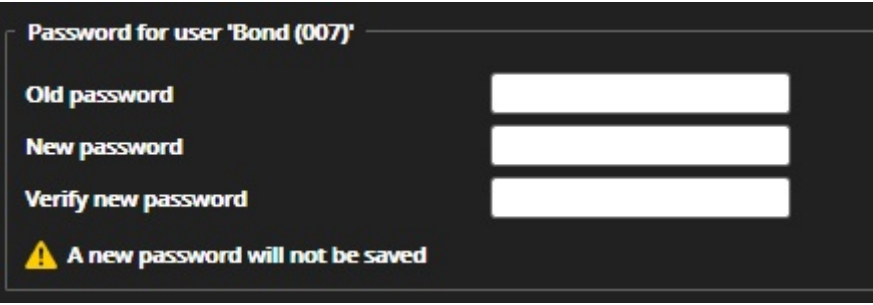 Password for user 'Bond (007)'
Old password
New password
Verify new password
A new password will not be saved